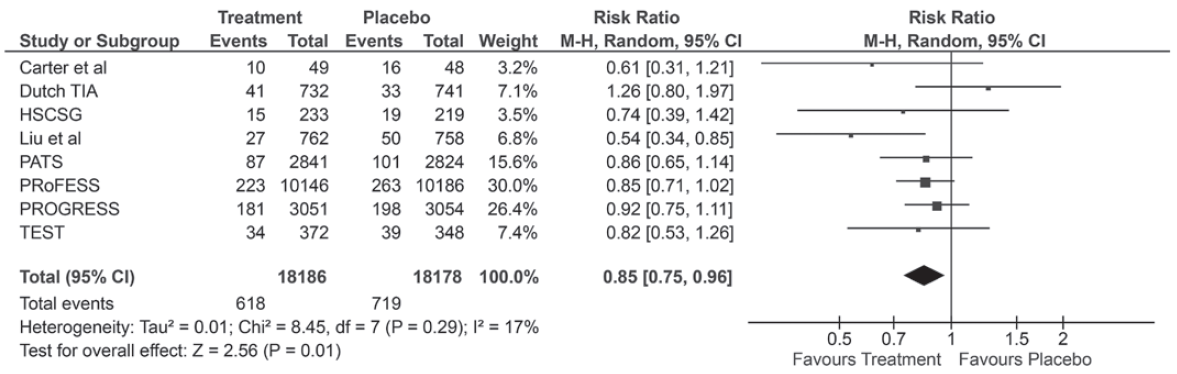 Treatment Placebo Risk Ratio Risk Ratio
Study or Subgroup Events Total Events Total Weight M-H, Random, 95% CI M-H, Random, 95% CI
Carter et al 10 49 16 48 3.2% 0.61 [0.31, 1.21]
Dutch TIA 41 732 33 741 7.1% 1.26 [0.80, 1.97]
HSCSG 15 233 19 219 3.5% 0.74 [0.39, 1.42]
Liu et al 27 762 50 758 6.8% 0.54 [0.34, 0.85]
PATS 87 2841 101 2824 15.6% 0.86 [0.65, 1.14]
PRoFESS 223 10146 263 10186 30.0% 0.85 [0.71, 1.02]
PROGRESS 181 3051 198 3054 26.4% 0.92 [0.75, 1.11]
TEST 34 372 39 348 7.4% 0.82 [0.53, 1.26]
Total (95% CI) 18186 18178 100.0% 0.85 [0.75, 0.96]
Total events 618 719
Heterogeneity: Tau² = 0.01; Chi² = 8.45, df = 7 (P = 0.29); I² = 17%
Test for overall effect: Z = 2.56 (P = 0.01)
0.5 0.7 1 1.5 2
Favours Treatment Favours Placebo